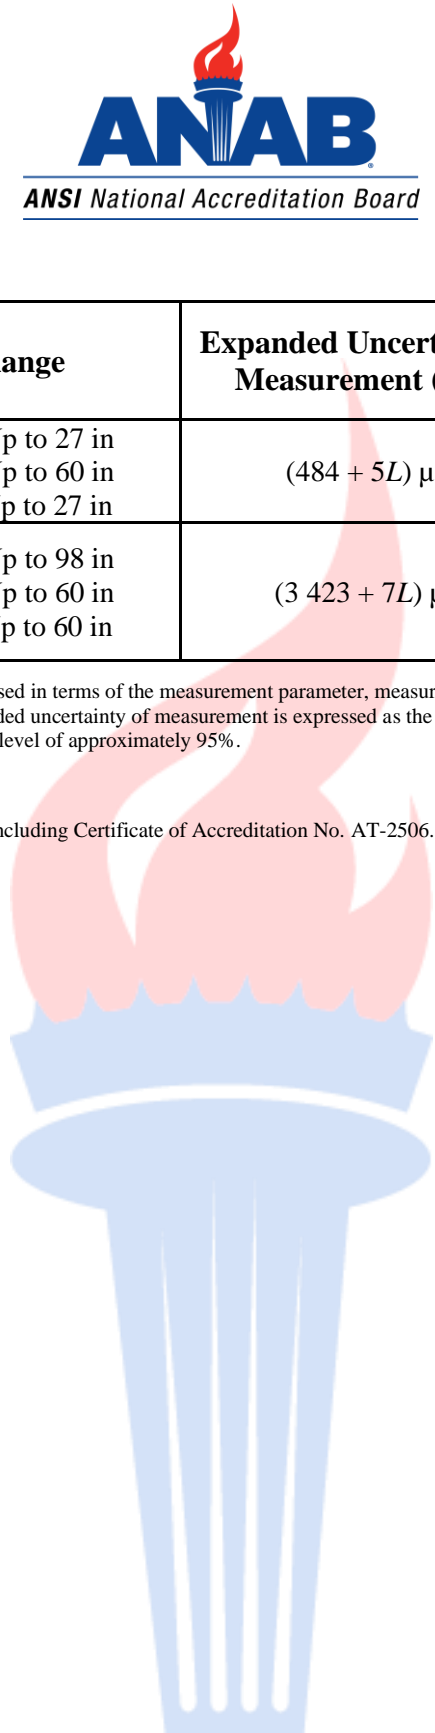 ANAB
ANSI National Accreditation Board
ange
Expanded Uncert
Measurement (
p to 27 in
p to 60 in
p to 27 in
(484 + 5L) μ
p to 98 in
p to 60 in
p to 60 in
(3 423 + 7L)
sed in terms of the measurement parameter, measur
ded uncertainty of measurement is expressed as the
level of approximately 95%.
ncluding Certificate of Accreditation No. AT-2506.